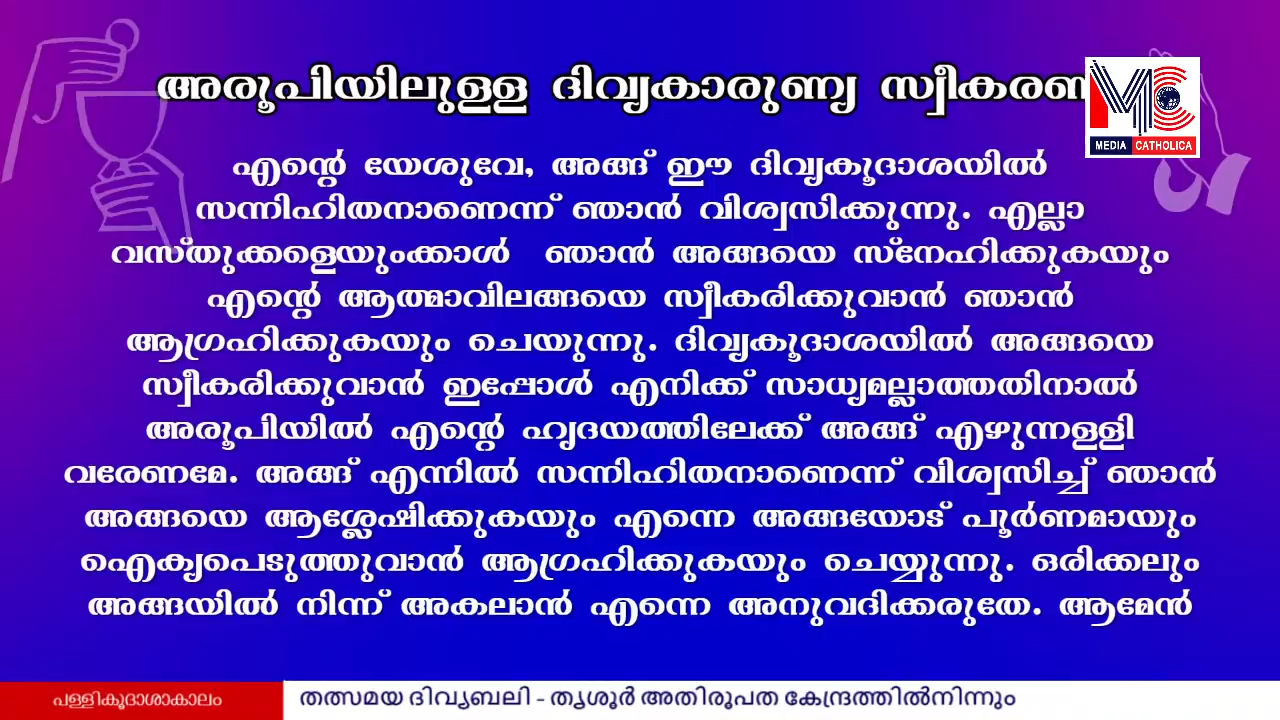 അരൂപിയിലുള്ള ദിവ്യകാരുണ്യ സ്വീകരണ
MC
MEDIA CATHOLICA
എന്റെ യേശുവേ, അങ്ങ് ഈ ദിവ്യകൂദാശയിൽ
സന്നിഹിതനാണെന്ന് ഞാൻ വിശ്വസിക്കുന്നു. എല്ലാ
വസ്തുക്കളെയുംക്കാൾ ഞാൻ അങ്ങയെ സ്നേഹിക്കുകയും
എന്റെ ആത്മാവിലങ്ങയെ സ്വീകരിക്കുവാൻ ഞാൻ
ആഗ്രഹിക്കുകയും ചെയുന്നു. ദിവ്യകൂദാശയിൽ അങ്ങയെ
സ്വീകരിക്കുവാൻ ഇപ്പോൾ എനിക്ക് സാധ്യമല്ലാത്തതിനാൽ
അരൂപിയിൽ എന്റെ ഹൃദയത്തിലേക്ക് അങ്ങ് എഴുന്നള്ളി
വരേണമേ. അങ്ങ് എന്നിൽ സന്നിഹിതനാണെന്ന് വിശ്വസിച്ച് ഞാൻ
അങ്ങയെ ആശ്ലേഷിക്കുകയും എന്നെ അങ്ങയോട് പൂർണമായും
ഐക്യപെടുത്തുവാൻ ആഗ്രഹിക്കുകയും ചെയ്യുന്നു. ഒരിക്കലും
അങ്ങയിൽ നിന്ന് അകലാൻ എന്നെ അനുവദിക്കരുതേ. ആമേൻ
പള്ളികൂദാശാകാലം
തത്സമയ ദിവ്യബലി - തൃശൂർ അതിരൂപത കേന്ദ്രത്തിൽനിന്നും